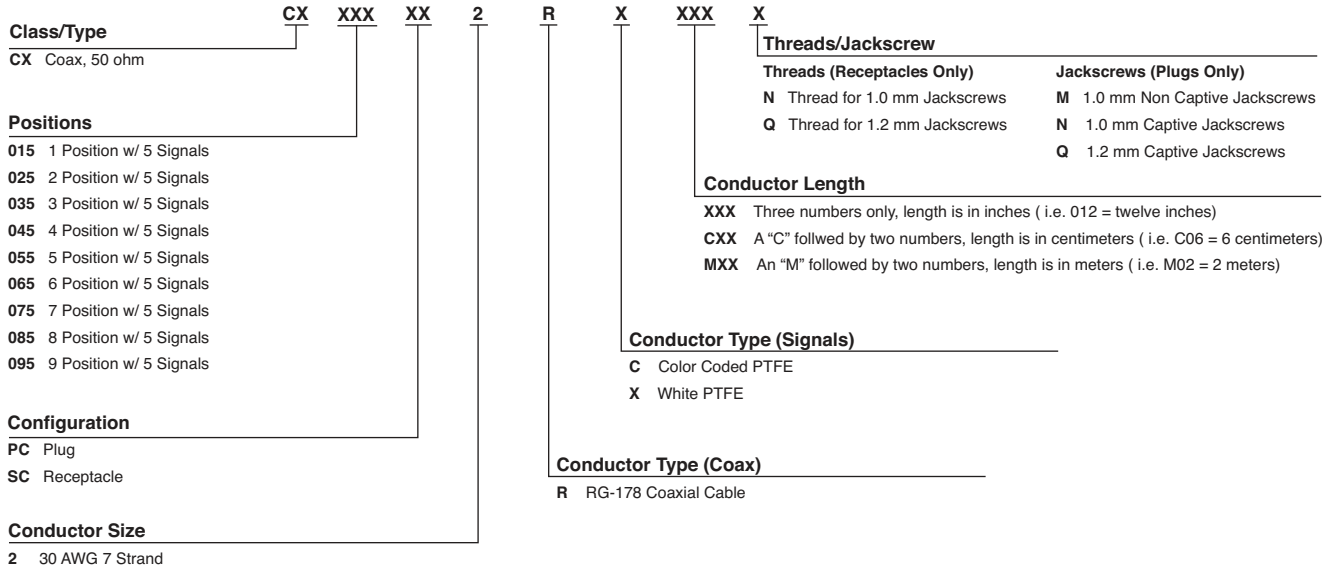 CX XXX XX 2 R X XXX X
Class/Type
CX Coax, 50 ohm
Positions
015 1 Position w/ 5 Signals
025 2 Position w/ 5 Signals
035 3 Position w/ 5 Signals
045 4 Position w/ 5 Signals
055 5 Position w/ 5 Signals
065 6 Position w/ 5 Signals
075 7 Position w/ 5 Signals
085 8 Position w/ 5 Signals
095 9 Position w/ 5 Signals
Configuration
PC Plug
SC Receptacle
Conductor Size
2 30 AWG 7 Strand
Threads/Jackscrew
Threads (Receptacles Only)
N Thread for 1.0 mm Jackscrews
Q Thread for 1.2 mm Jackscrews
Jackscrews (Plugs Only)
M 1.0 mm Non Captive Jackscrews
N 1.0 mm Captive Jackscrews
Q 1.2 mm Captive Jackscrews
Conductor Length
XXX Three numbers only, length is in inches ( i.e. 012 = twelve inches)
CXX A “C” follwed by two numbers, length is in centimeters ( i.e. C06 = 6 centimeters)
MXX An “M” followed by two numbers, length is in meters ( i.e. M02 = 2 meters)
Conductor Type (Signals)
C Color Coded PTFE
X White PTFE
Conductor Type (Coax)
R RG-178 Coaxial Cable